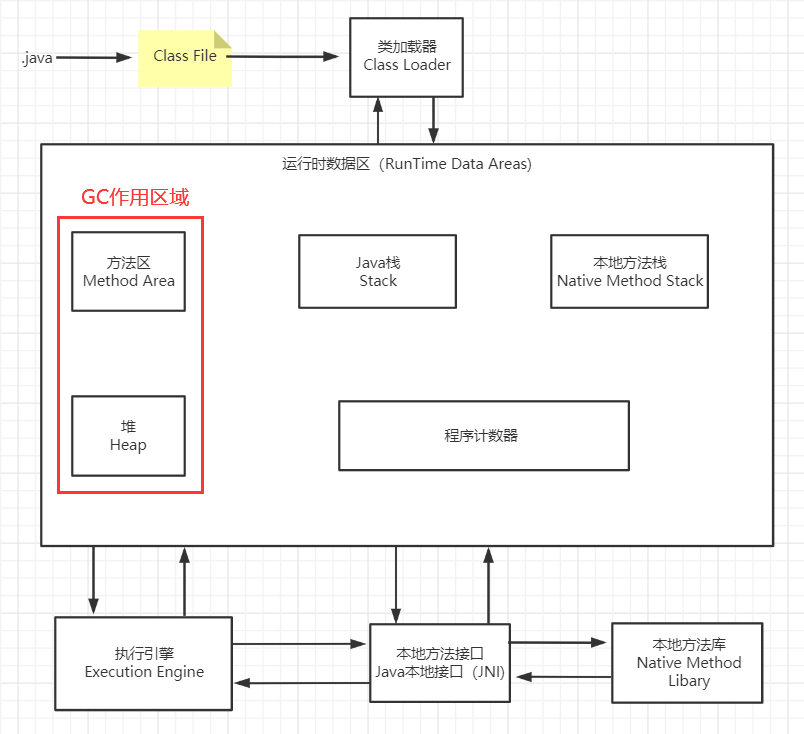 .java
Class File
类加载器
Class Loader
运行时数据区（RunTime Data Areas)
GC作用区域
方法区
Method Area
Java栈
Stack
本地方法栈
Native Method Stack
堆
Heap
程序计数器
执行引擎
Execution Engine
本地方法接口
Java本地接口（JNI)
本地方法库
Native Method
Libary